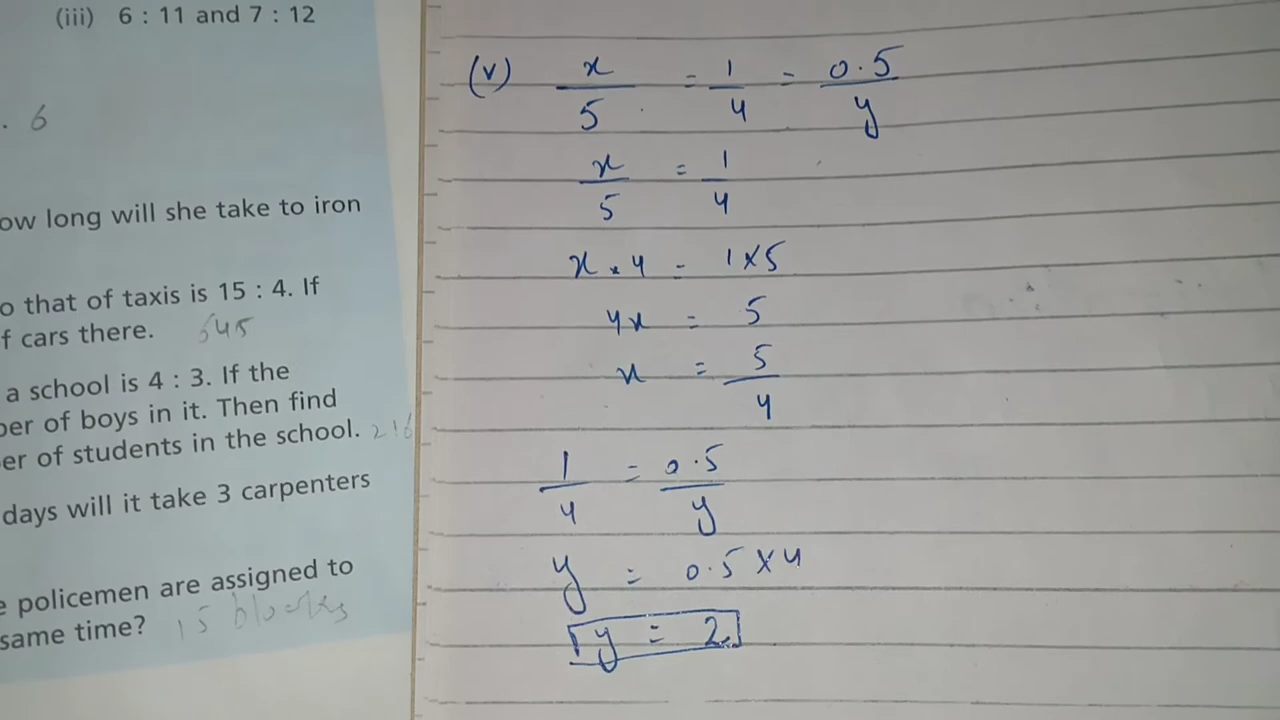 (iii) 6 : 11 and 7 : 12
. 6
ow long will she take to iron
o that of taxis is 15 : 4. If
f cars there. 645
a school is 4 : 3. If the
ber of boys in it. Then find
er of students in the school. 216
days will it take 3 carpenters
e policemen are assigned to
same time? 15 blocks
(v) x/5 = 1/4 = 0.5/y
x/5 = 1/4
x × 4 = 1×5
4x = 5
x = 5/4
1/4 = 0.5/y
y = 0.5 × 4
y = 2